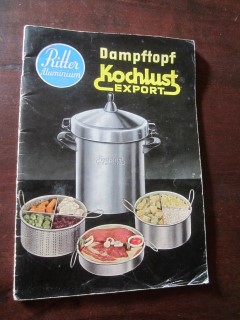 Ritter
Aluminium
Dampftopf
Kochlust
EXPORT